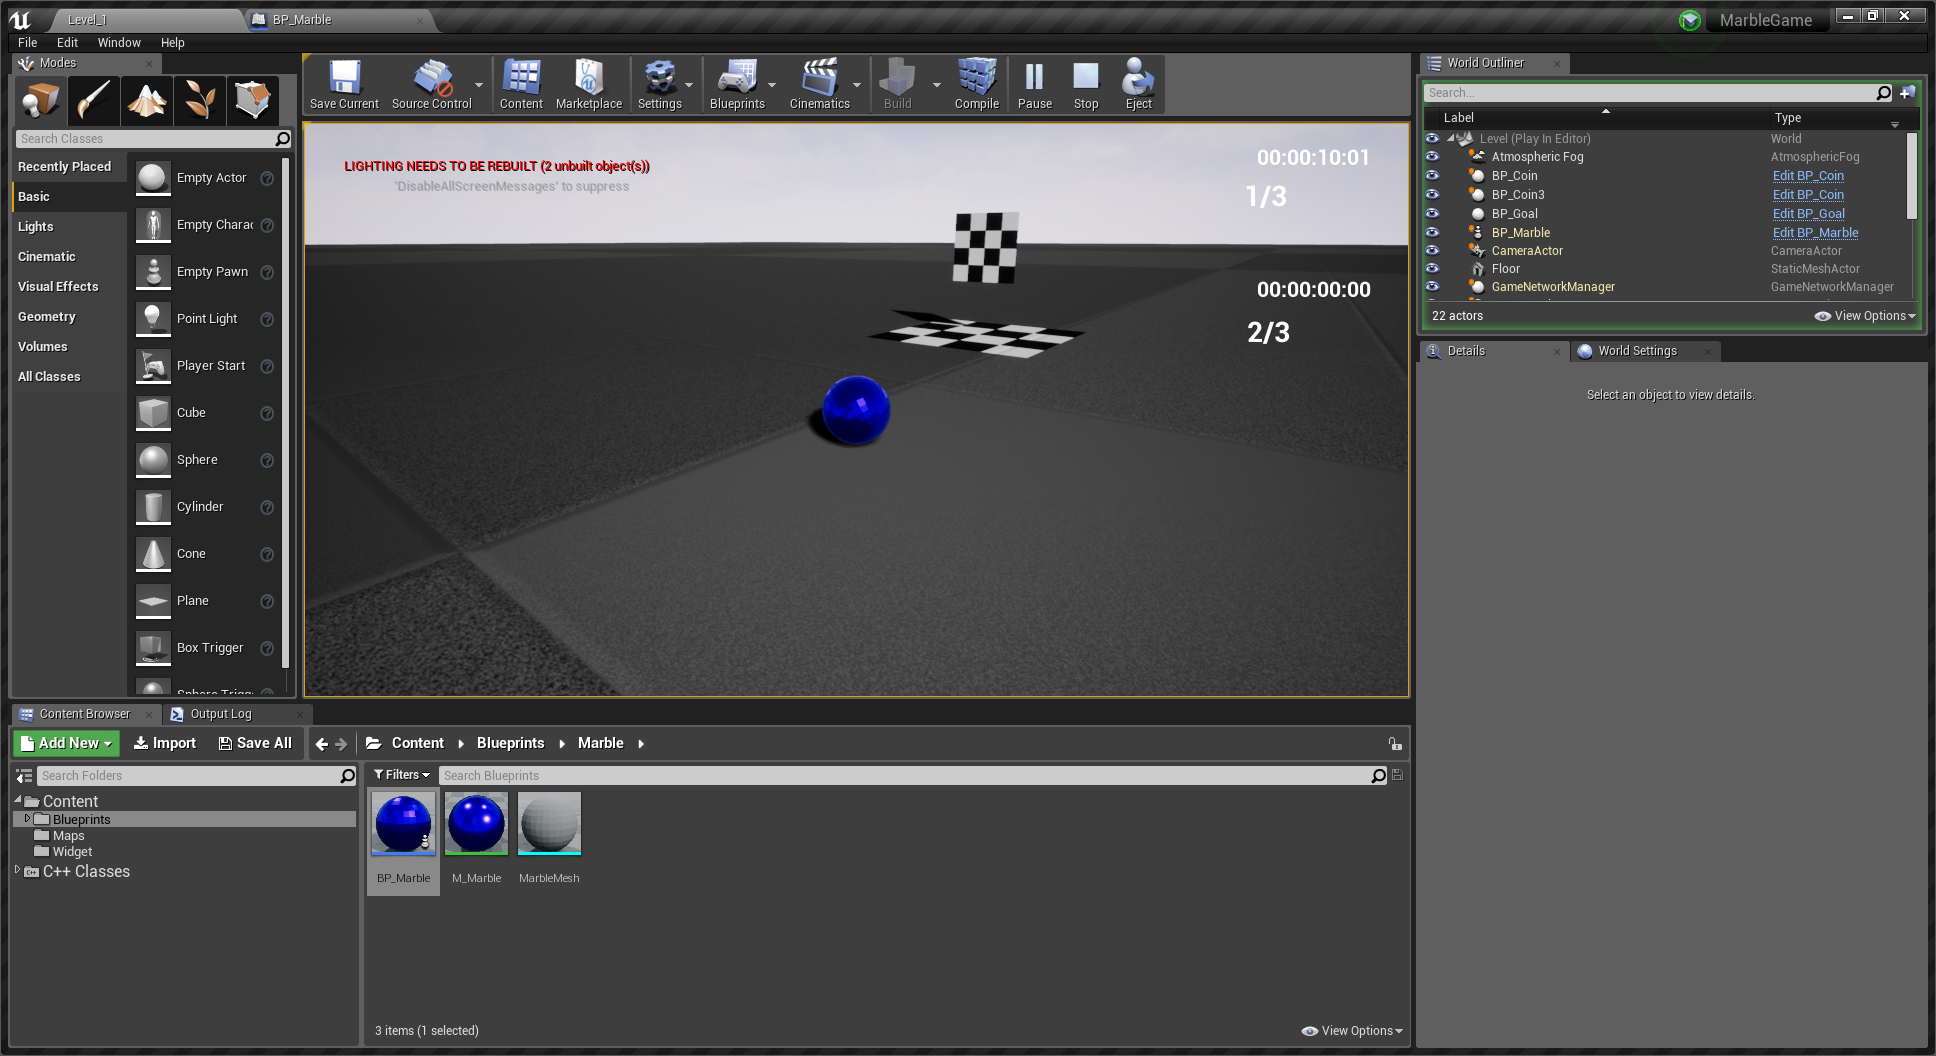 Level_1
BP_Marble
MarbleGame
File Edit Window Help
Modes
Search Classes
Recently Placed
Basic
Lights
Cinematic
Visual Effects
Geometry
Volumes
All Classes
Empty Actor
Empty Charac
Empty Pawn
Point Light
Player Start
Cube
Sphere
Cylinder
Cone
Plane
Box Trigger
Save Current
Source Control
Content
Marketplace
Settings
Blueprints
Cinematics
Build
Compile
Pause
Stop
Eject
LIGHTING NEEDS TO BE REBUILT (2 unbuilt object(s))
'DisableAllScreenMessages' to suppress
00:00:10:01
1/3
00:00:00:00
2/3
World Outliner
Search...
Label Type
Level (Play In Editor) World
Atmospheric Fog AtmosphericFog
BP_Coin Edit BP_Coin
BP_Coin3 Edit BP_Coin
BP_Goal Edit BP_Goal
BP_Marble Edit BP_Marble
CameraActor CameraActor
Floor StaticMeshActor
GameNetworkManager GameNetworkManager
22 actors
View Options
Details
World Settings
Select an object to view details.
Content Browser
Output Log
Add New
Import
Save All
Content
Blueprints
Marble
Search Folders
Content
Blueprints
Maps
Widget
C++ Classes
Filters
Search Blueprints
BP_Marble
M_Marble
MarbleMesh
3 items (1 selected)
View Options